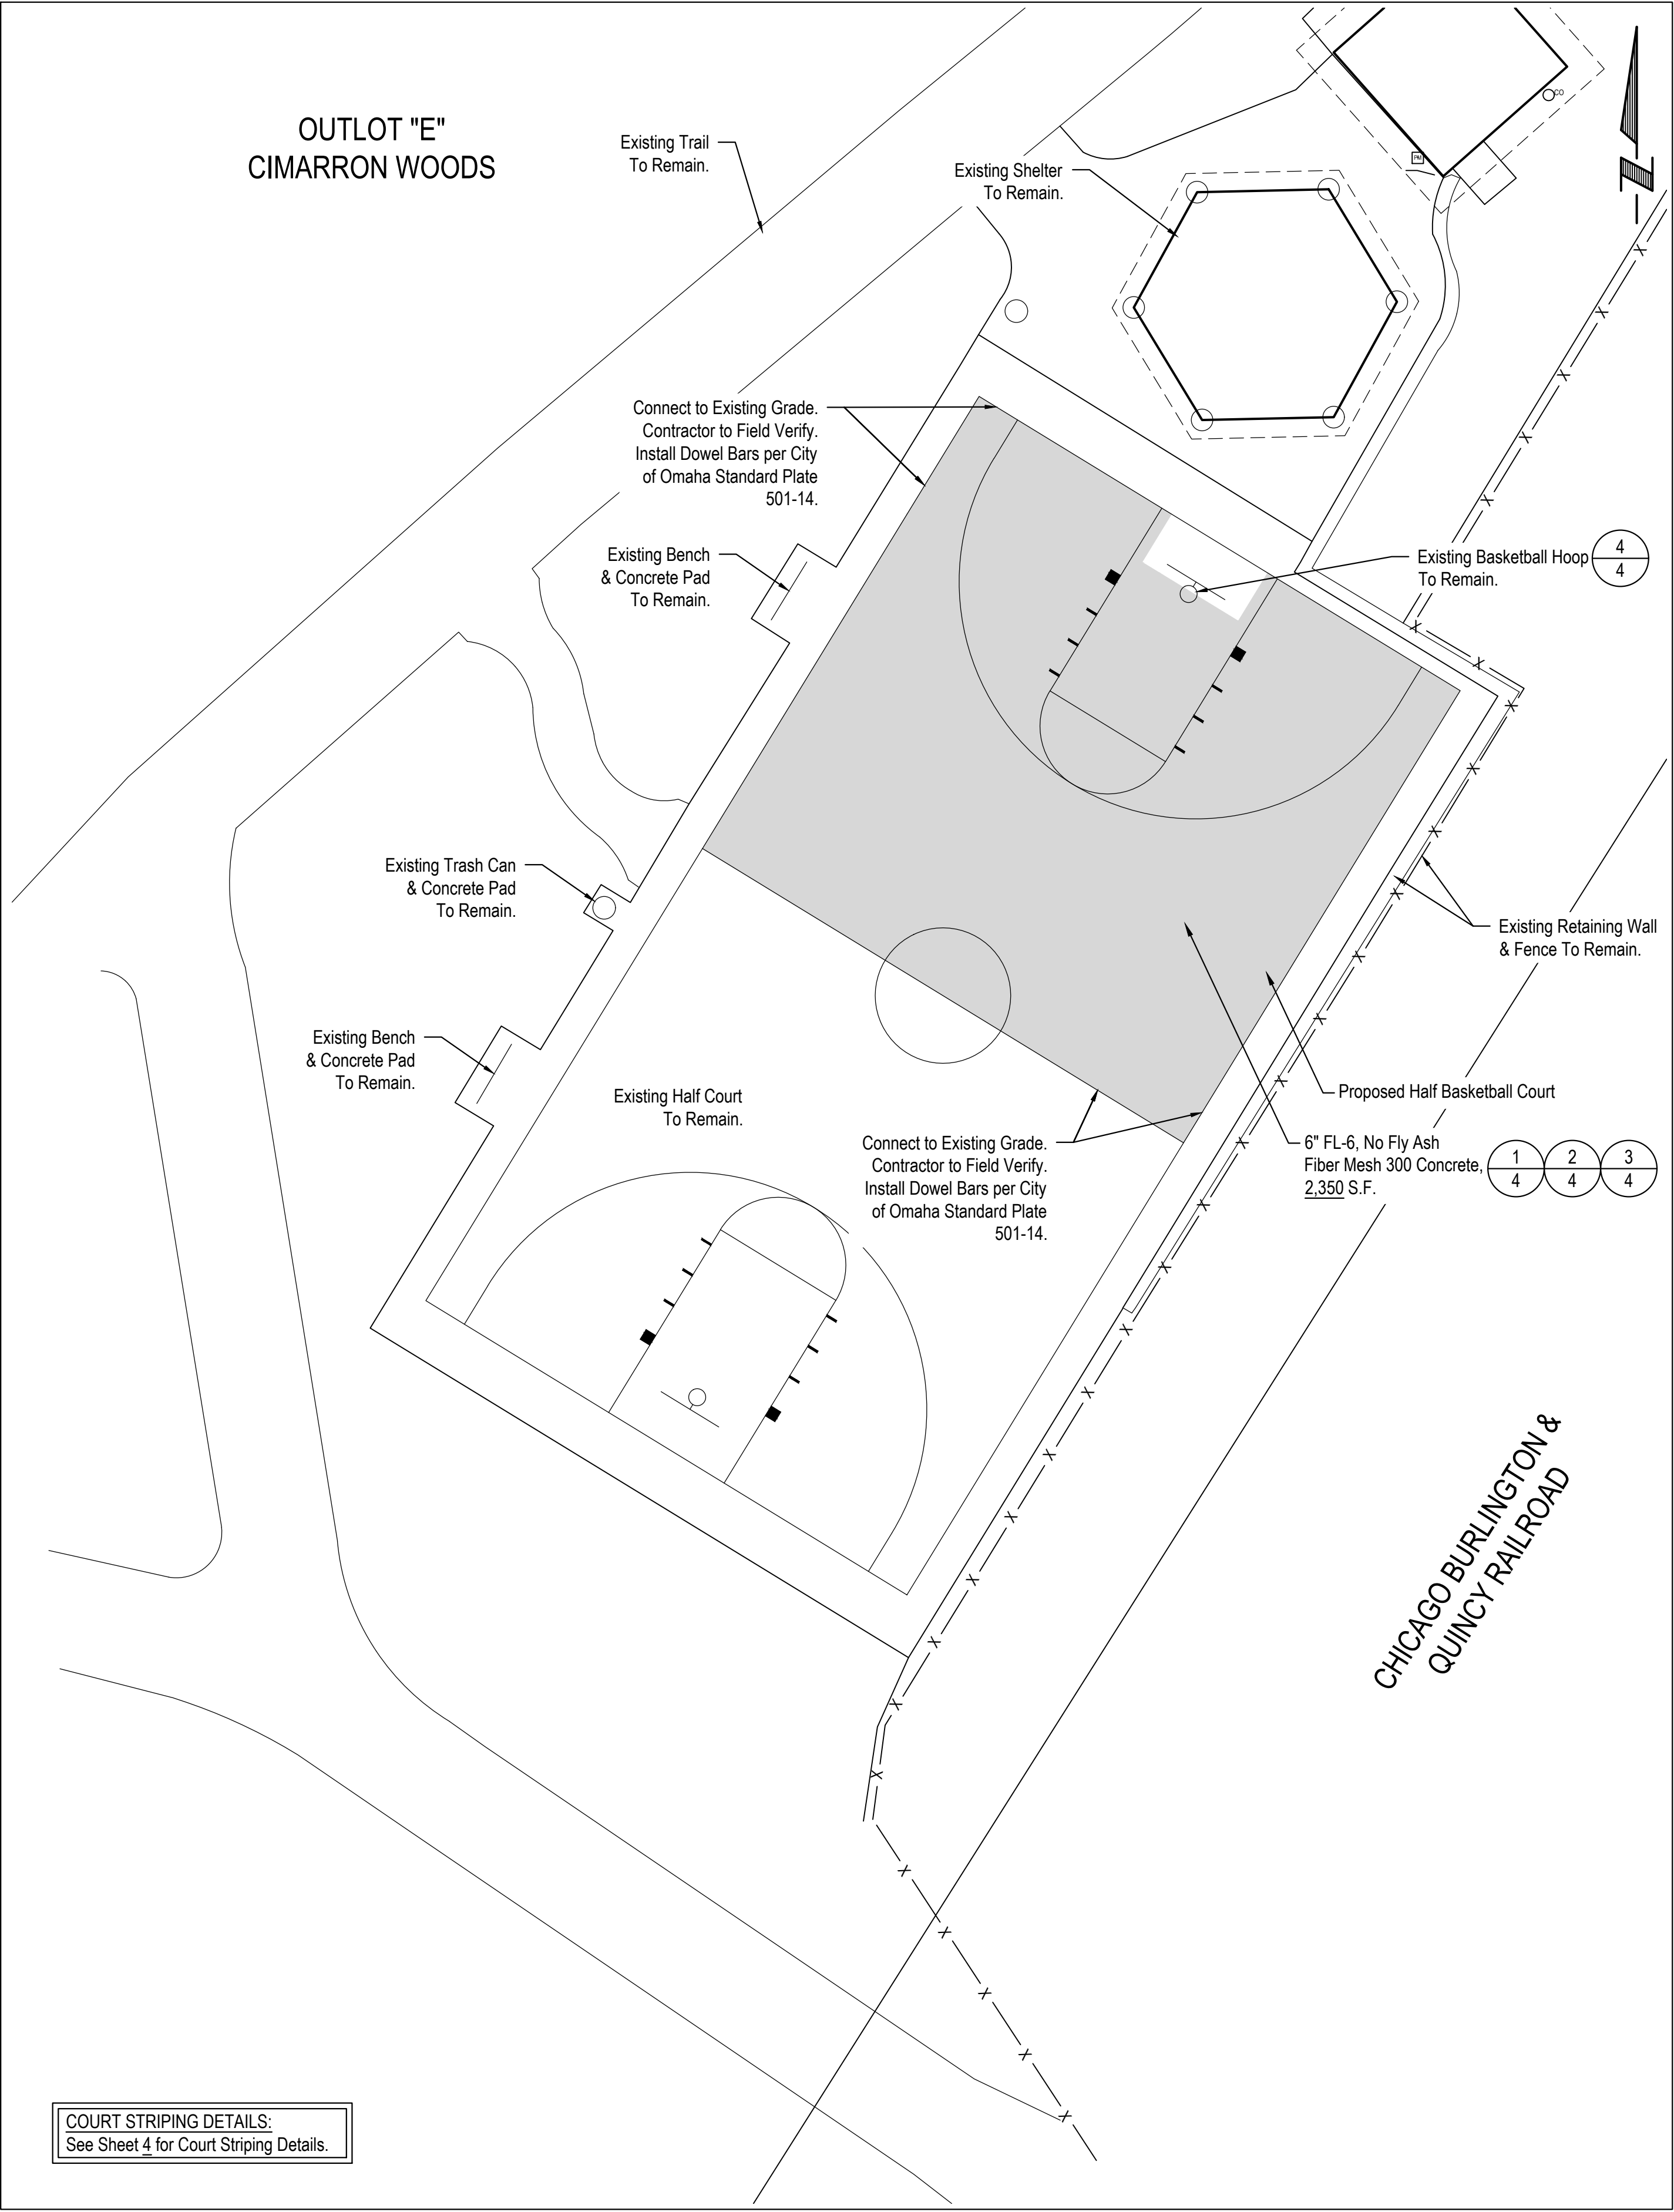 OUTLOT "E"
CIMARRON WOODS
Existing Trail
To Remain.
Existing Shelter
To Remain.
CO
PM
Connect to Existing Grade.
Contractor to Field Verify.
Install Dowel Bars per City
of Omaha Standard Plate
501-14.
Existing Bench
& Concrete Pad
To Remain.
Existing Basketball Hoop
To Remain.
4
4
Existing Trash Can
& Concrete Pad
To Remain.
Existing Retaining Wall
& Fence To Remain.
Existing Bench
& Concrete Pad
To Remain.
Existing Half Court
To Remain.
Proposed Half Basketball Court
Connect to Existing Grade.
Contractor to Field Verify.
Install Dowel Bars per City
of Omaha Standard Plate
501-14.
6" FL-6, No Fly Ash
Fiber Mesh 300 Concrete,
2,350 S.F.
1
4
2
4
3
4
CHICAGO BURLINGTON &
QUINCY RAILROAD
COURT STRIPING DETAILS:
See Sheet 4 for Court Striping Details.